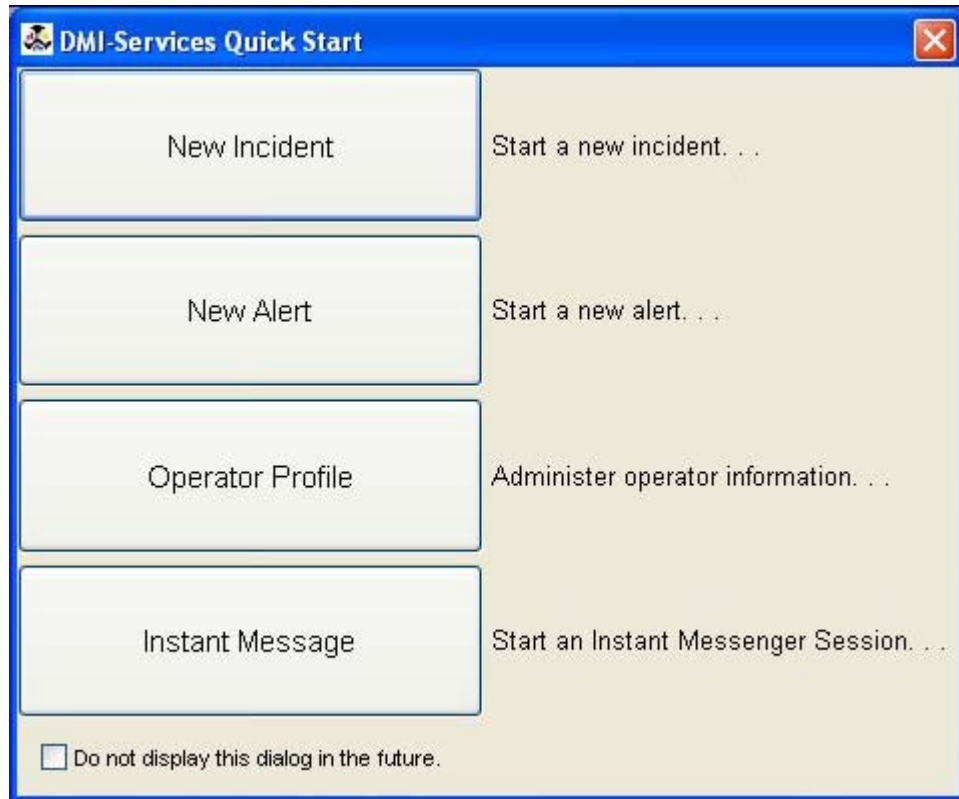 DMI-Services Quick Start
New Incident
Start a new incident. . .
New Alert
Start a new alert. . .
Operator Profile
Administer operator information. . .
Instant Message
Start an Instant Messenger Session. . .
Do not display this dialog in the future.